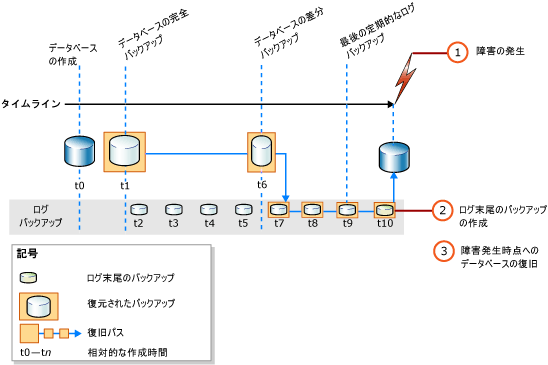 データベース
の作成
データベースの完全
バックアップ
データベースの差分
バックアップ
最後の定期的なログ
バックアップ
1 障害の発生
タイムライン
t0
t1
t6
ログ
バックアップ
t2
t3
t4
t5
t7
t8
t9
t10
2 ログ末尾のバックアップ
の作成
3 障害発生時点への
データベースの復旧
記号
ログ末尾のバックアップ
復元されたバックアップ
復旧パス
t0－tn 相対的な作成時間